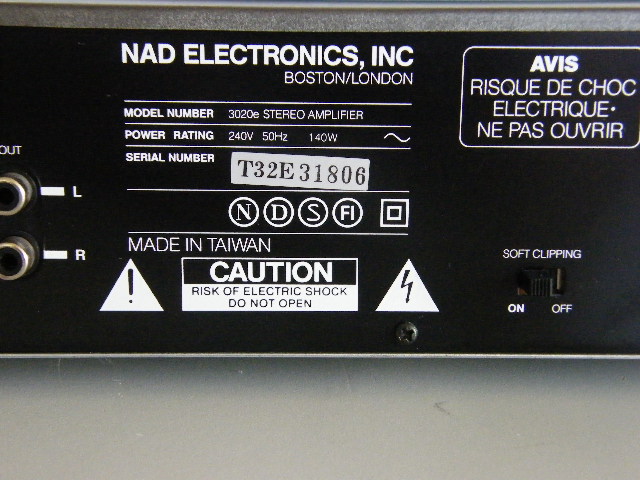 NAD ELECTRONICS, INC
BOSTON/LONDON
MODEL NUMBER 3020e STEREO AMPLIFIER
POWER RATING 240V 50Hz 140W
SERIAL NUMBER T32E31806
N D S FI
MADE IN TAIWAN
CAUTION
RISK OF ELECTRIC SHOCK
DO NOT OPEN
AVIS
RISQUE DE CHOC
ELECTRIQUE·
NE PAS OUVRIR
OUT
L
R
SOFT CLIPPING
ON OFF